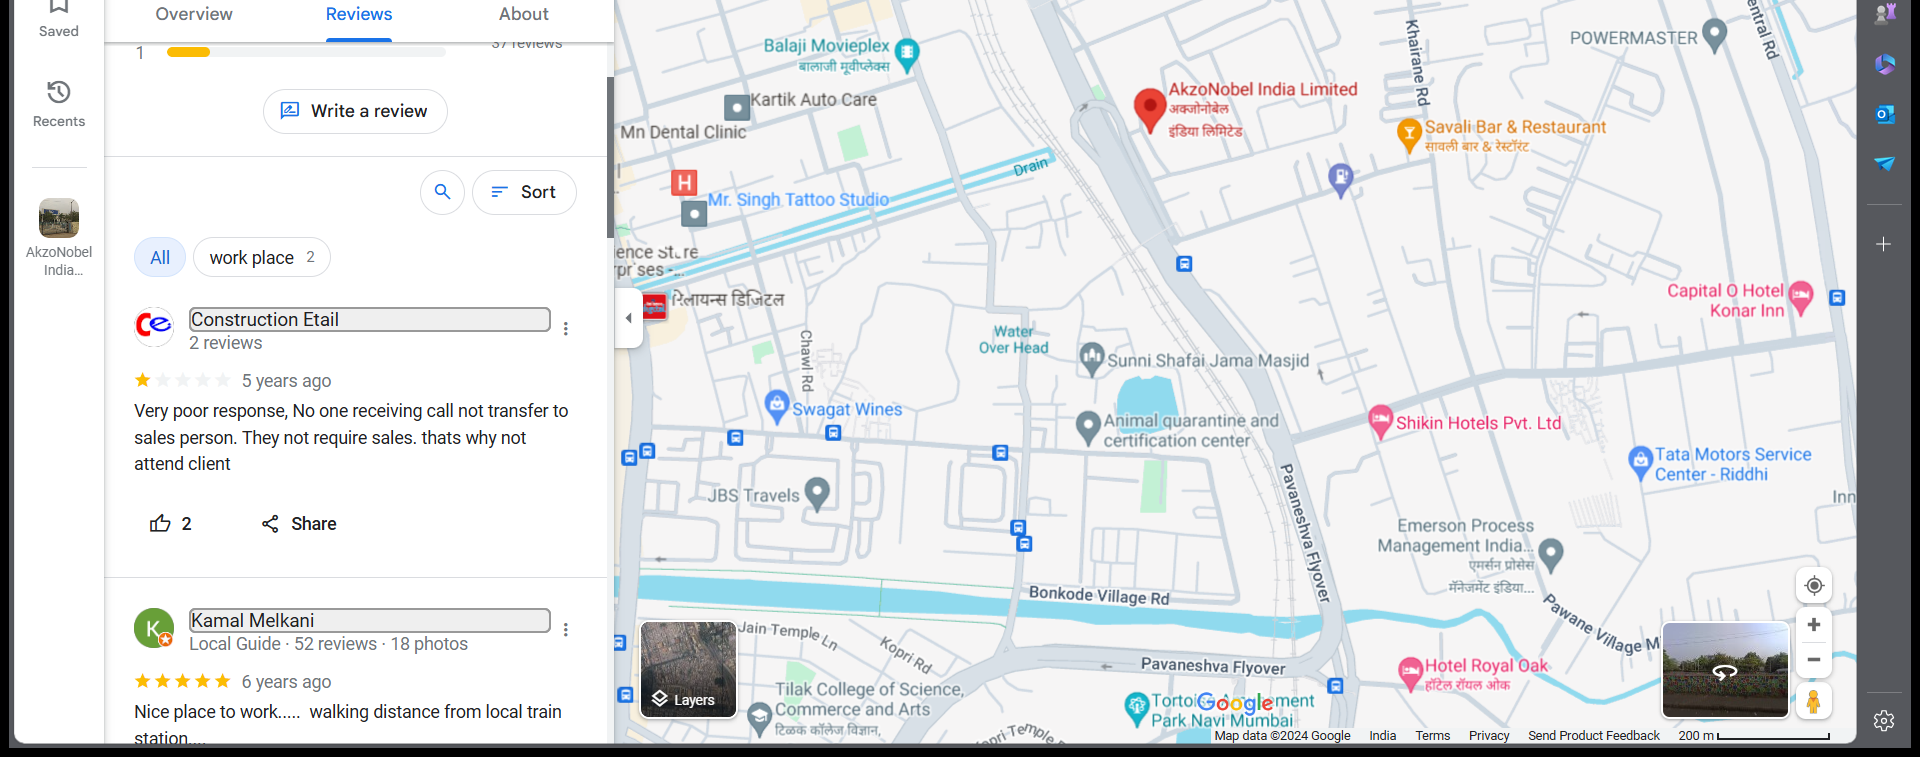 Saved
Recents
AkzoNobel
India...
Overview
Reviews
About
1
37 reviews
Write a review
Sort
All
work place 2
Construction Etail
2 reviews
5 years ago
Very poor response, No one receiving call not transfer to
sales person. They not require sales. thats why not
attend client
2
Share
K
Kamal Melkani
Local Guide · 52 reviews · 18 photos
6 years ago
Nice place to work..... walking distance from local train
station....
Balaji Movieplex
बालाजी मूवीप्लेक्स
Kartik Auto Care
Mn Dental Clinic
H
Mr. Singh Tattoo Studio
Drain
रिलायन्स डिजिटल
Chawl Rd
Water
Over Head
Swagat Wines
JBS Travels
AkzoNobel India Limited
अक्जोनोबेल
इंडिया लिमिटेड
Khairane Rd
POWERMASTER
entral Rd
Savali Bar & Restaurant
सावली बार & रेस्टॉरंट
Capital O Hotel
Konar Inn
Sunni Shafai Jama Masjid
Animal quarantine and
certification center
Shikin Hotels Pvt. Ltd
Tata Motors Service
Center - Riddhi
Inn
Pavaneshva Flyover
Emerson Process
Management India...
एमर्सन प्रोसेस
मॅनेजमेंट इंडिया...
Bonkode Village Rd
Pawane Village M
Jain Temple Ln
Kopri Rd
Pavaneshva Flyover
Hotel Royal Oak
हॉटेल रॉयल ओक
Layers
Tilak College of Science,
Commerce and Arts
टिळक कॉलेज विज्ञान,
opri Temple
Park Navi Mumbai
Google
Map data ©2024 Google
India
Terms
Privacy
Send Product Feedback
200 m